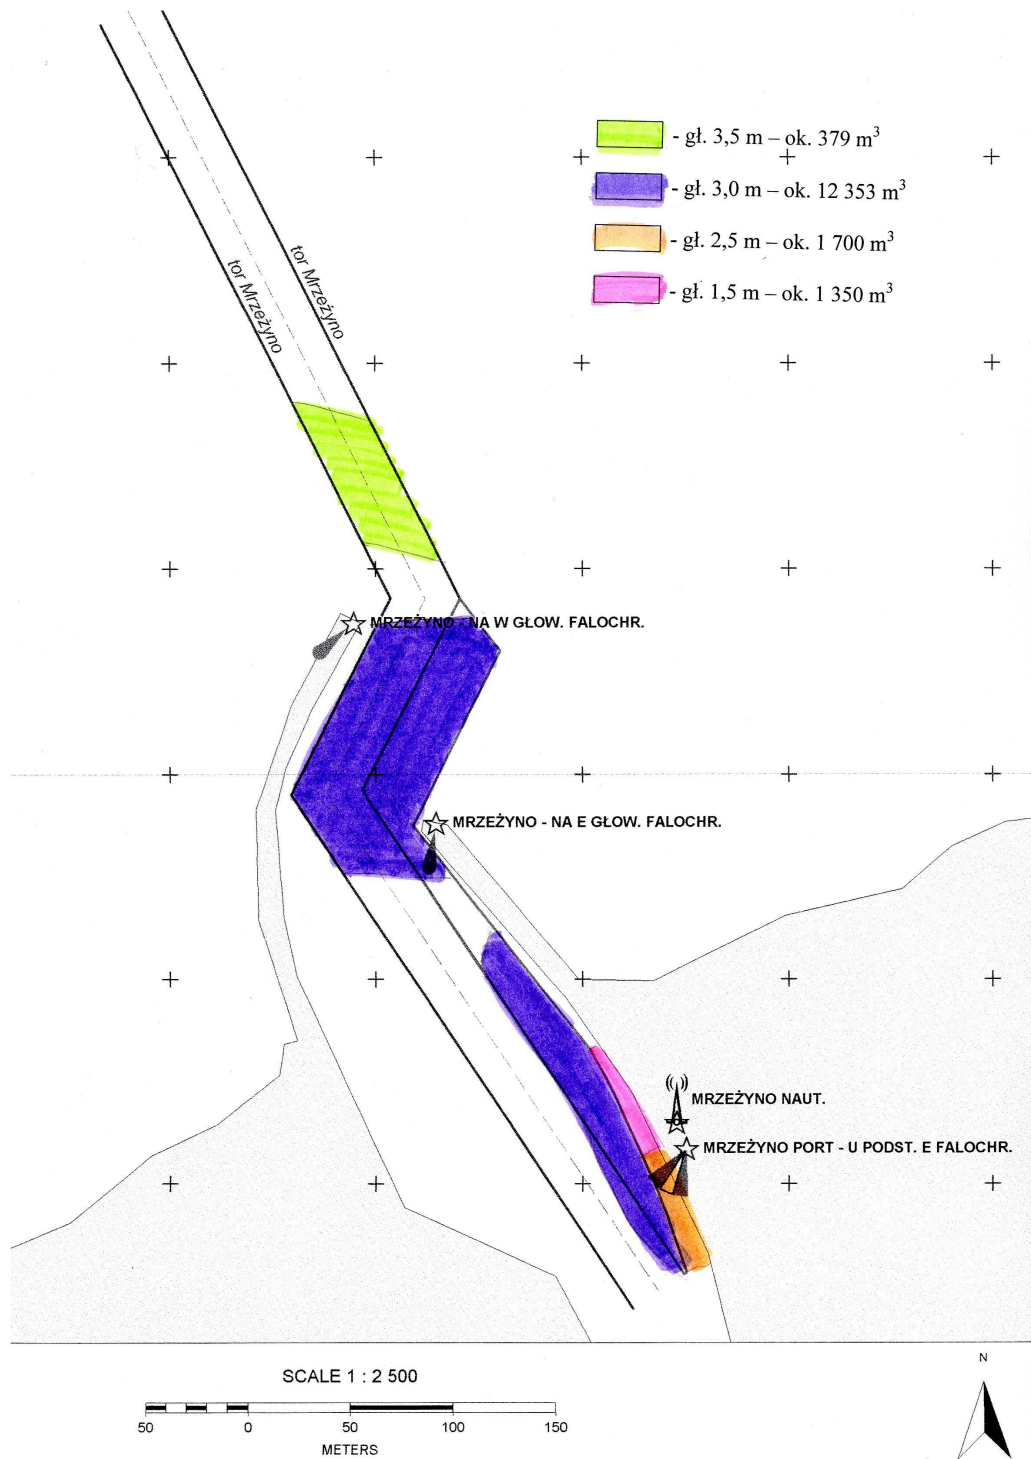 - gł. 3,5 m – ok. 379 m³
- gł. 3,0 m – ok. 12 353 m³
- gł. 2,5 m – ok. 1 700 m³
- gł. 1,5 m – ok. 1 350 m³
tor Mrzeżyno
tor Mrzeżyno
MRZEŻYNO - NA W GŁOW. FALOCHR.
MRZEŻYNO - NA E GŁOW. FALOCHR.
MRZEŻYNO NAUT.
MRZEŻYNO PORT - U PODST. E FALOCHR.
SCALE 1 : 2 500
50 0 50 100 150
METERS
N